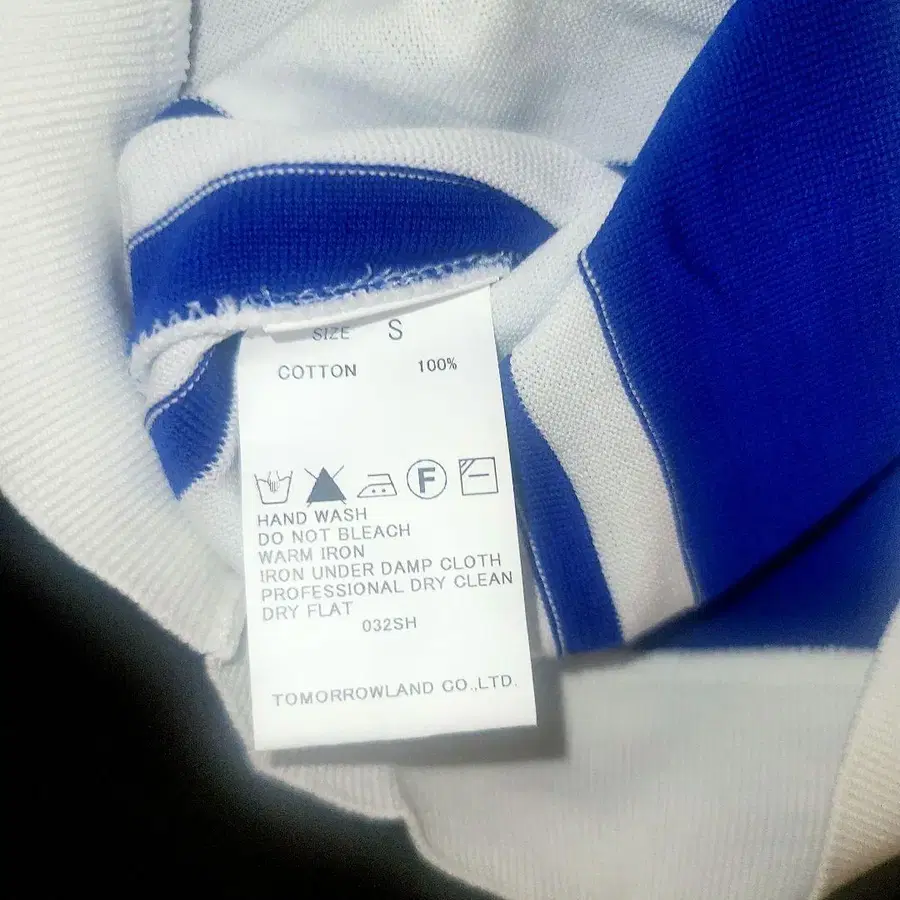 SIZE S
COTTON 100%
F
HAND WASH
DO NOT BLEACH
WARM IRON
IRON UNDER DAMP CLOTH
PROFESSIONAL DRY CLEAN
DRY FLAT
032SH
TOMORROWLAND CO.,LTD.